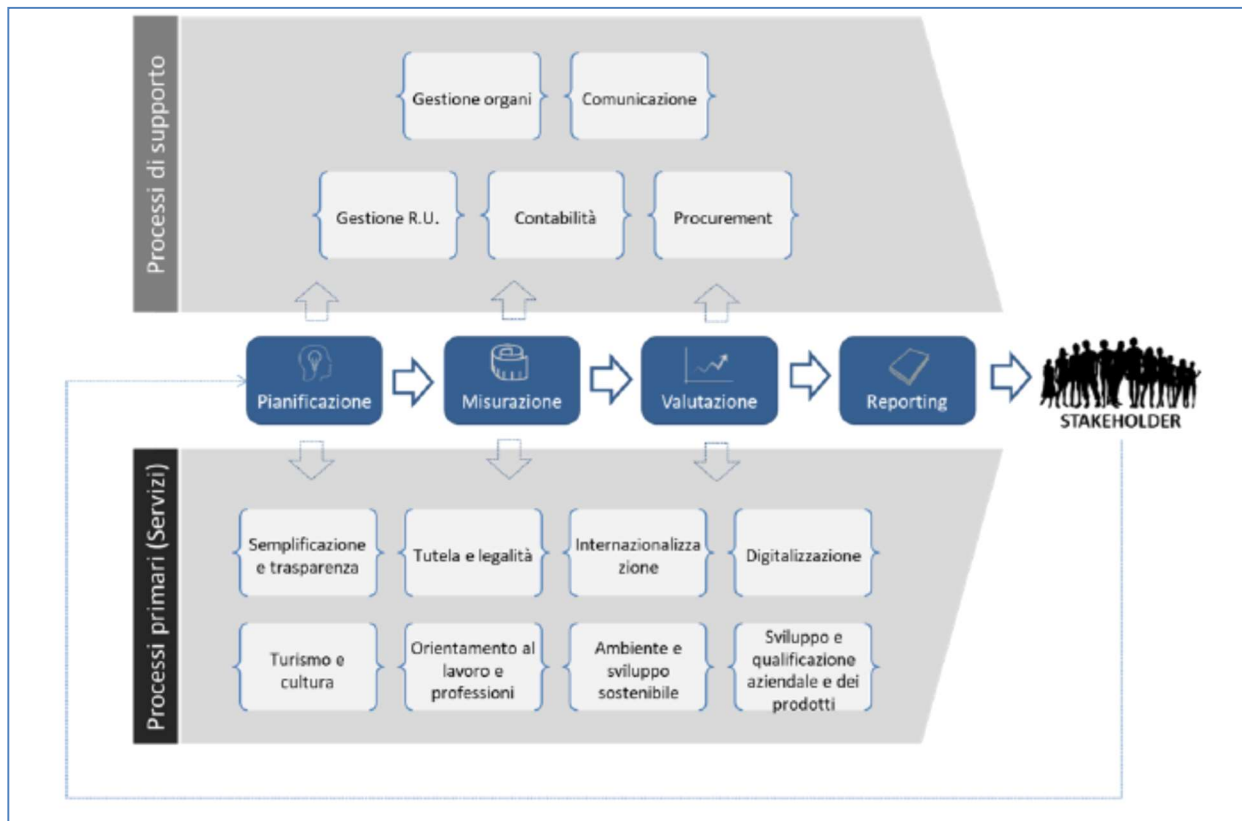 Processi di supporto
Gestione organi
Comunicazione
Gestione R.U.
Contabilità
Procurement
Pianificazione
Misurazione
Valutazione
Reporting
STAKEHOLDER
Processi primari (Servizi)
Semplificazione
e trasparenza
Tutela e legalità
Internazionalizza
zione
Digitalizzazione
Turismo e
cultura
Orientamento al
lavoro e
professioni
Ambiente e
sviluppo
sostenibile
Sviluppo e
qualificazione
aziendale e dei
prodotti